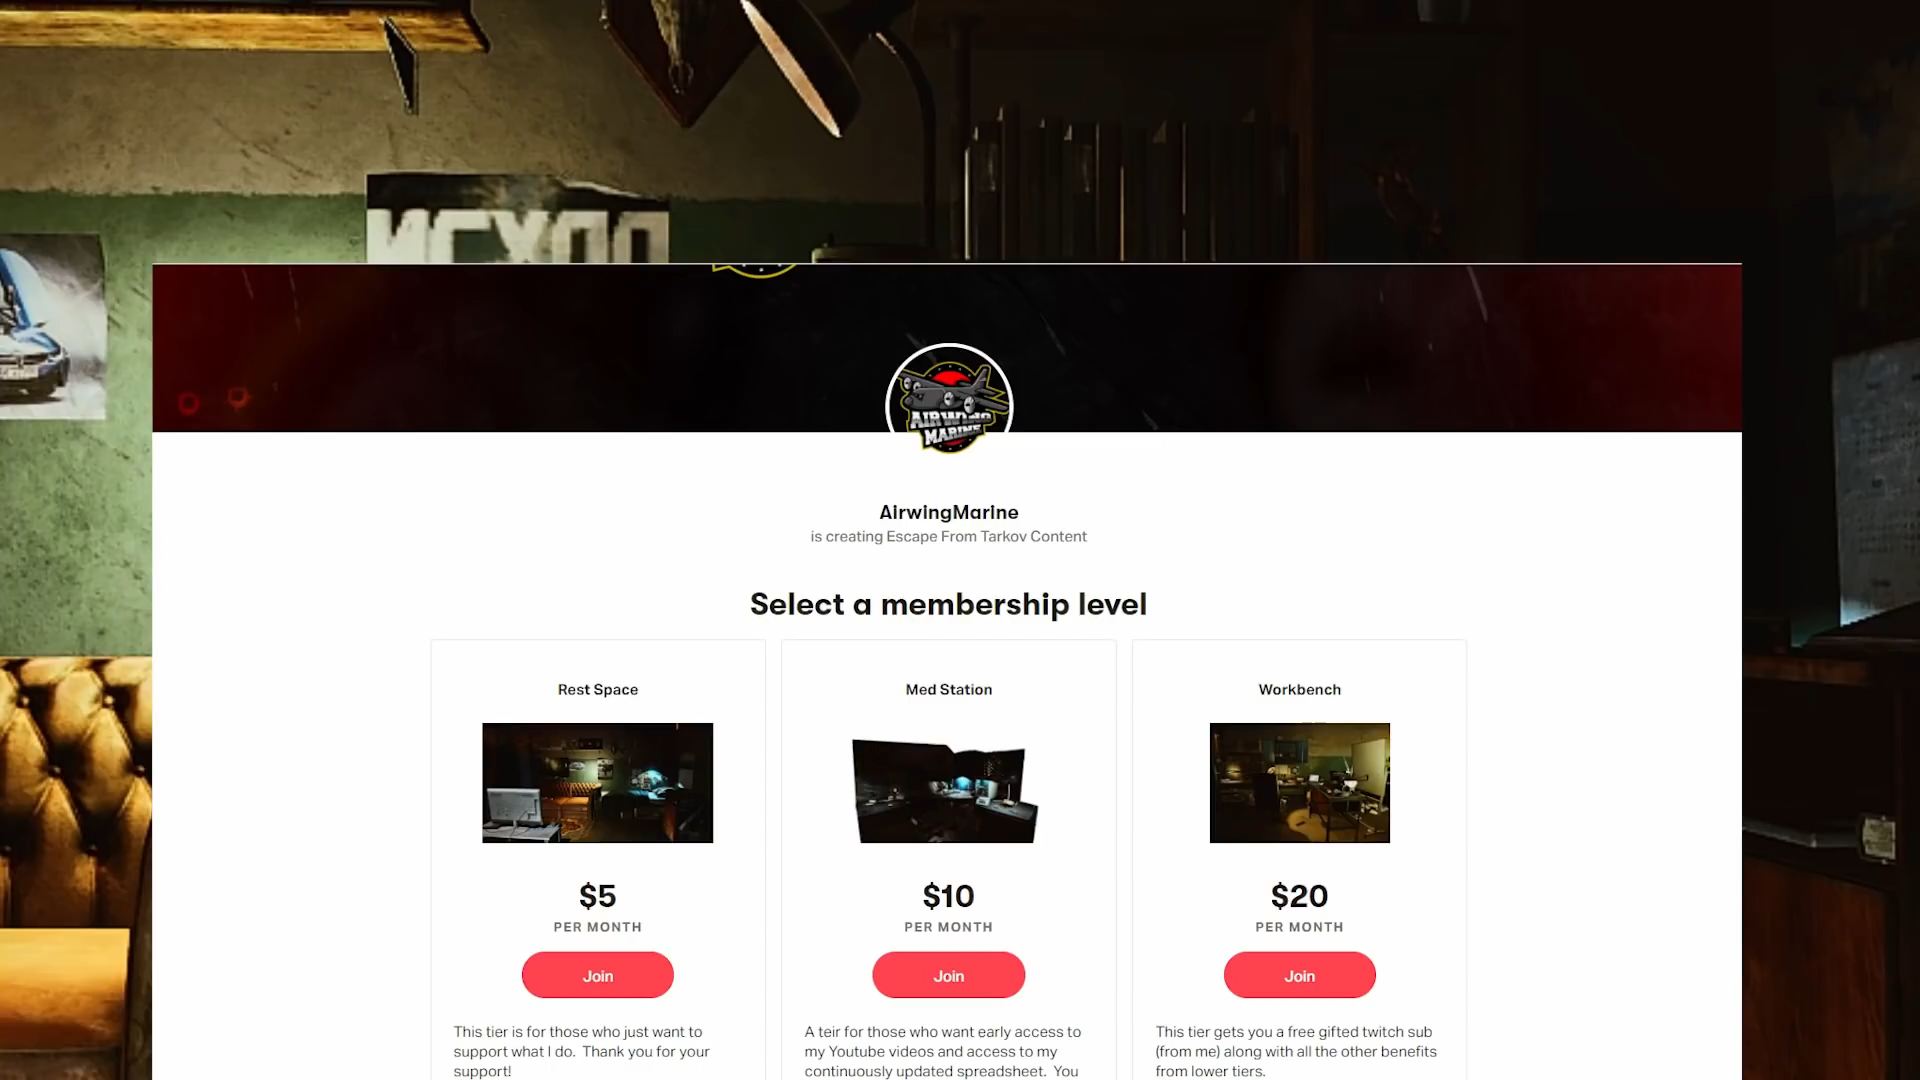 AIRWING
MARINE
AirwingMarine
is creating Escape From Tarkov Content
Select a membership level
Rest Space
Med Station
Workbench
$5
$10
$20
PER MONTH
PER MONTH
PER MONTH
Join
Join
Join
This tier is for those who just want to
support what I do. Thank you for your
support!
A teir for those who want early access to
my Youtube videos and access to my
continuously updated spreadsheet. You
This tier gets you a free gifted twitch sub
(from me) along with all the other benefits
from lower tiers.